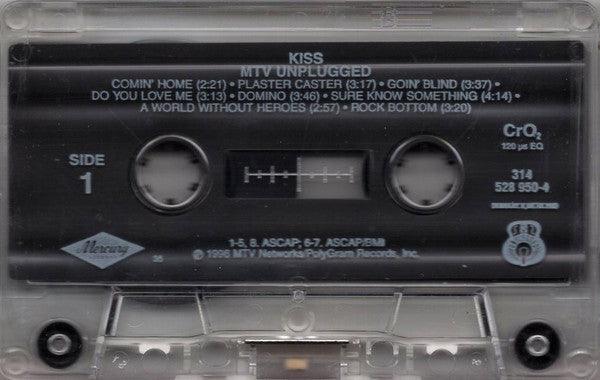 KISS
MTV UNPLUGGED
COMIN' HOME (2:21) • PLASTER CASTER (3:17) • GOIN' BLIND (3:37) •
DO YOU LOVE ME (3:13) • DOMINO (3:46) • SURE KNOW SOMETHING (4:14) •
A WORLD WITHOUT HEROES (2:57) • ROCK BOTTOM (3:20)
SIDE
1
CrO2
120 µs EQ
314
528 950-4
Mercury
35
1-5, 8. ASCAP; 6-7. ASCAP/BMI
© 1996 MTV Networks/PolyGram Records, Inc.